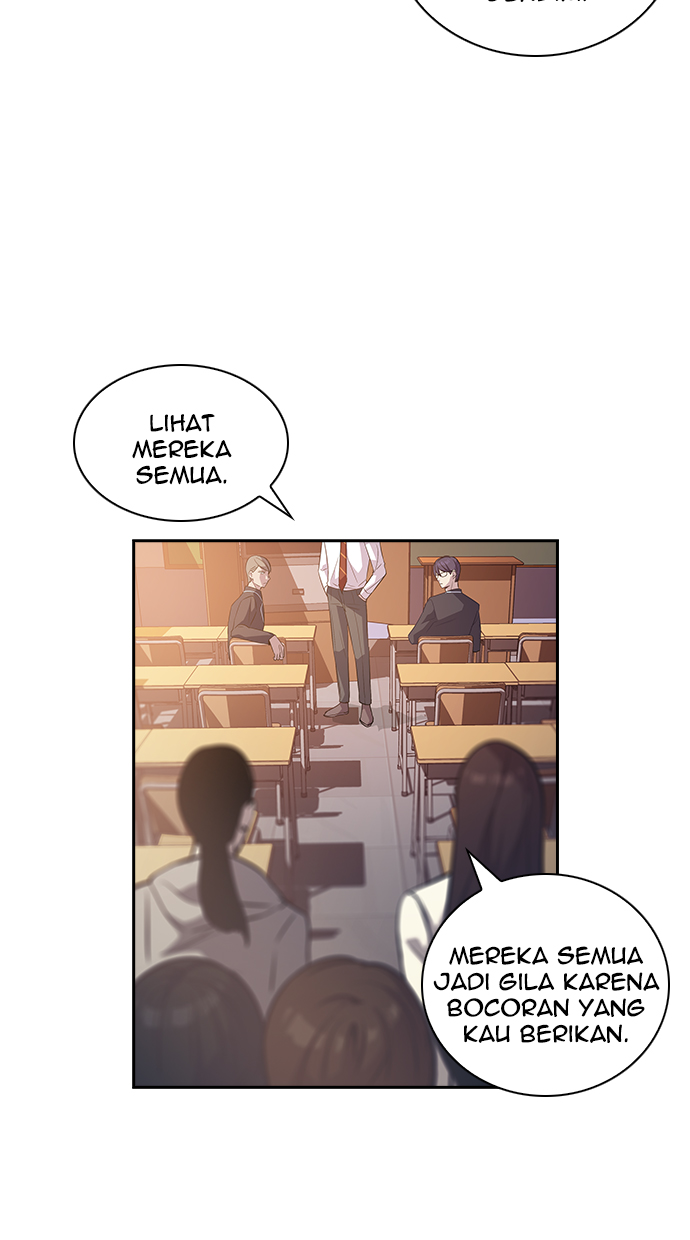 LIHAT
MEREKA
SEMUA.
MEREKA SEMUA
JADI GILA KARENA
BOCORAN YANG
KAU BERIKAN.